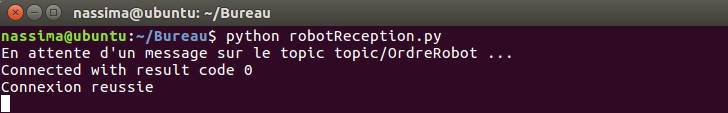 nassima@ubuntu: ~/Bureau
nassima@ubuntu:~/Bureau$ python robotReception.py
En attente d'un message sur le topic topic/OrdreRobot ...
Connected with result code 0
Connexion reussie